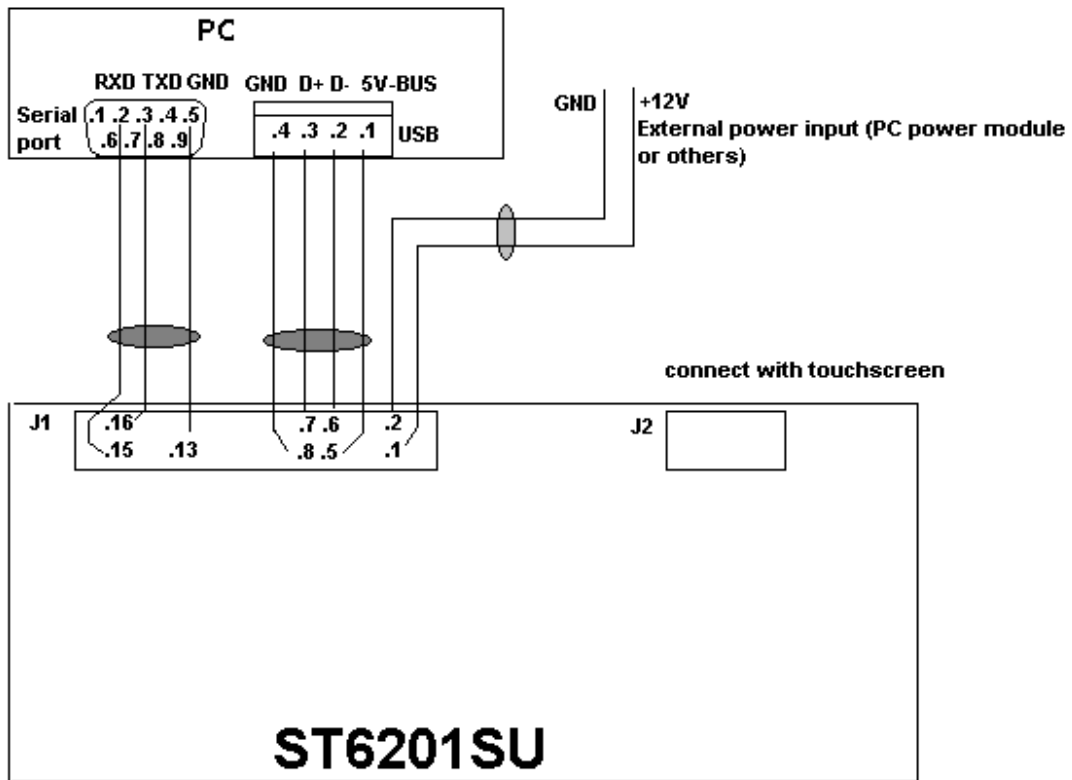 PC
RXD TXD GND GND D+ D- 5V-BUS
Serial .1 .2 .3 .4 .5 .4 .3 .2 .1 USB
port .6 .7 .8 .9
GND +12V
External power input (PC power module
or others)
connect with touchscreen
J1 .16 .7 .6 .2 J2
.15 .13 .8 .5 .1
ST6201SU